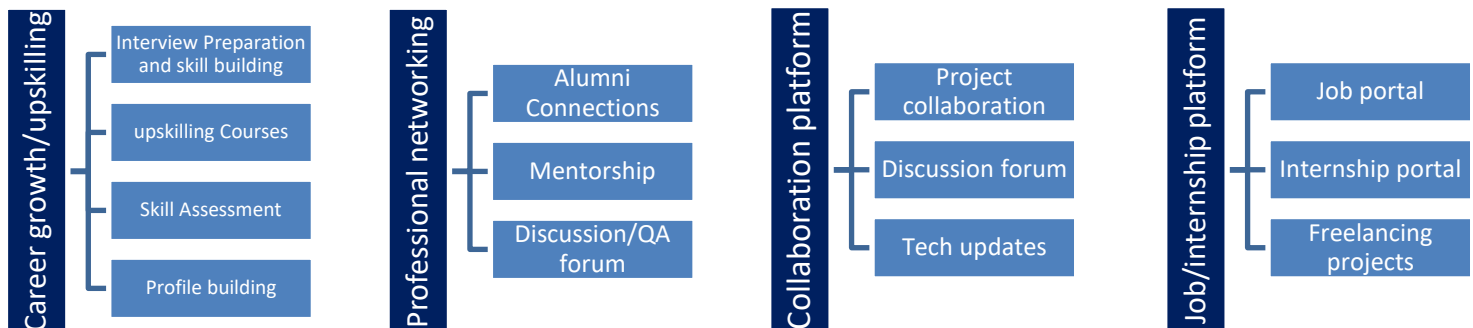 Career growth/upskilling
Interview Preparation
and skill building
upskilling Courses
Skill Assessment
Profile building
Professional networking
Alumni
Connections
Mentorship
Discussion/QA
forum
Collaboration platform
Project
collaboration
Discussion forum
Tech updates
Job/internship platform
Job portal
Internship portal
Freelancing
projects